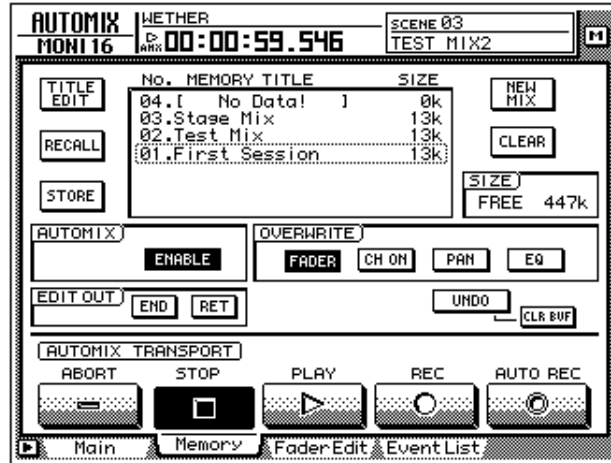 AUTOMIX
MONI 16
WETHER
AMX 00:00:59.546
SCENE 03
TEST MIX2
M
TITLE EDIT
RECALL
STORE
No. MEMORY TITLE SIZE
04.[ No Data! ] 0k
03.Stage Mix 13k
02.Test Mix 13k
01.First Session 13k
NEW MIX
CLEAR
SIZE
FREE 447k
AUTOMIX
ENABLE
OVERWRITE
FADER CH ON PAN EQ
EDIT OUT
END RET
UNDO
CLR BUF
AUTOMIX TRANSPORT
ABORT STOP PLAY REC AUTO REC
Main Memory Fader Edit Event List